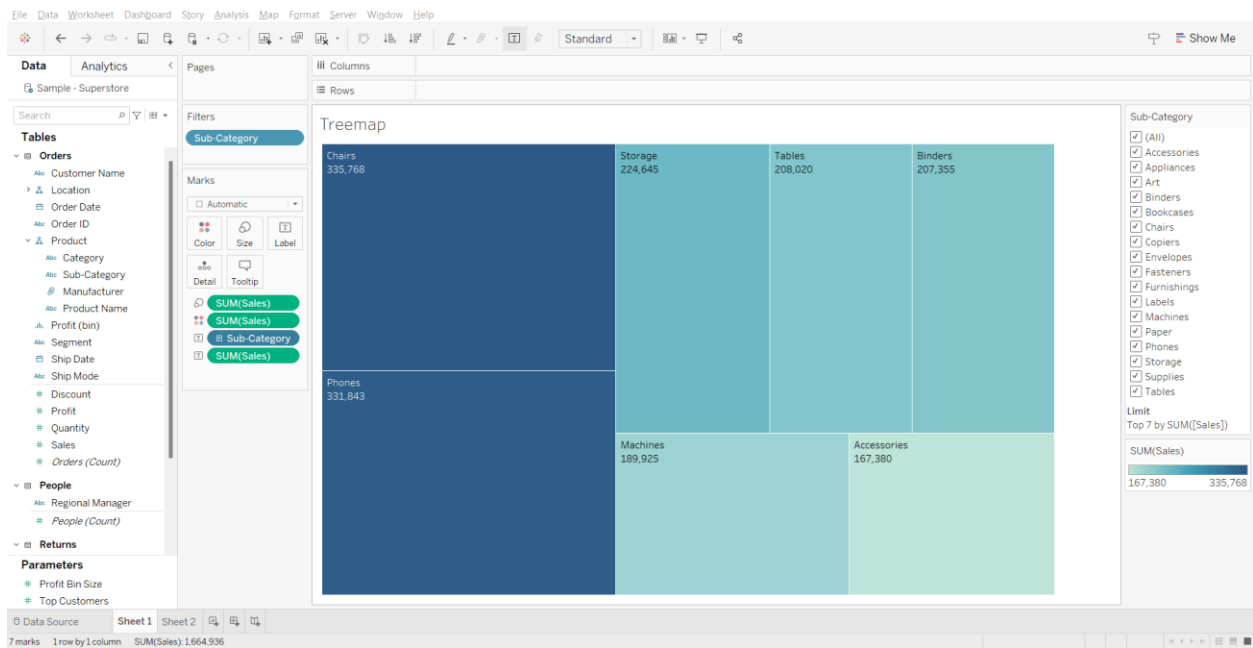 File Data Worksheet Dashboard Story Analysis Map Format Server Window Help
Standard
Show Me
Data Analytics
Sample - Superstore
Search
Tables
Orders
Abc Customer Name
Location
Order Date
Abc Order ID
Product
Abc Category
Abc Sub-Category
Manufacturer
Abc Product Name
Profit (bin)
Abc Segment
Ship Date
Abc Ship Mode
# Discount
# Profit
# Quantity
# Sales
# Orders (Count)
People
Abc Regional Manager
# People (Count)
Returns
Parameters
# Profit Bin Size
# Top Customers
Pages
Filters
Sub-Category
Marks
Automatic
Color Size Label
Detail Tooltip
SUM(Sales)
SUM(Sales)
Sub-Category
SUM(Sales)
Columns
Rows
Treemap
Chairs
335,768
Phones
331,843
Storage
224,645
Tables
208,020
Binders
207,355
Machines
189,925
Accessories
167,380
Sub-Category
(All)
Accessories
Appliances
Art
Binders
Bookcases
Chairs
Copiers
Envelopes
Fasteners
Furnishings
Labels
Machines
Paper
Phones
Storage
Supplies
Tables
Limit
Top 7 by SUM([Sales])
SUM(Sales)
167,380 335,768
Data Source Sheet 1 Sheet 2
7 marks 1 row by 1 column SUM(Sales): 1,664,936